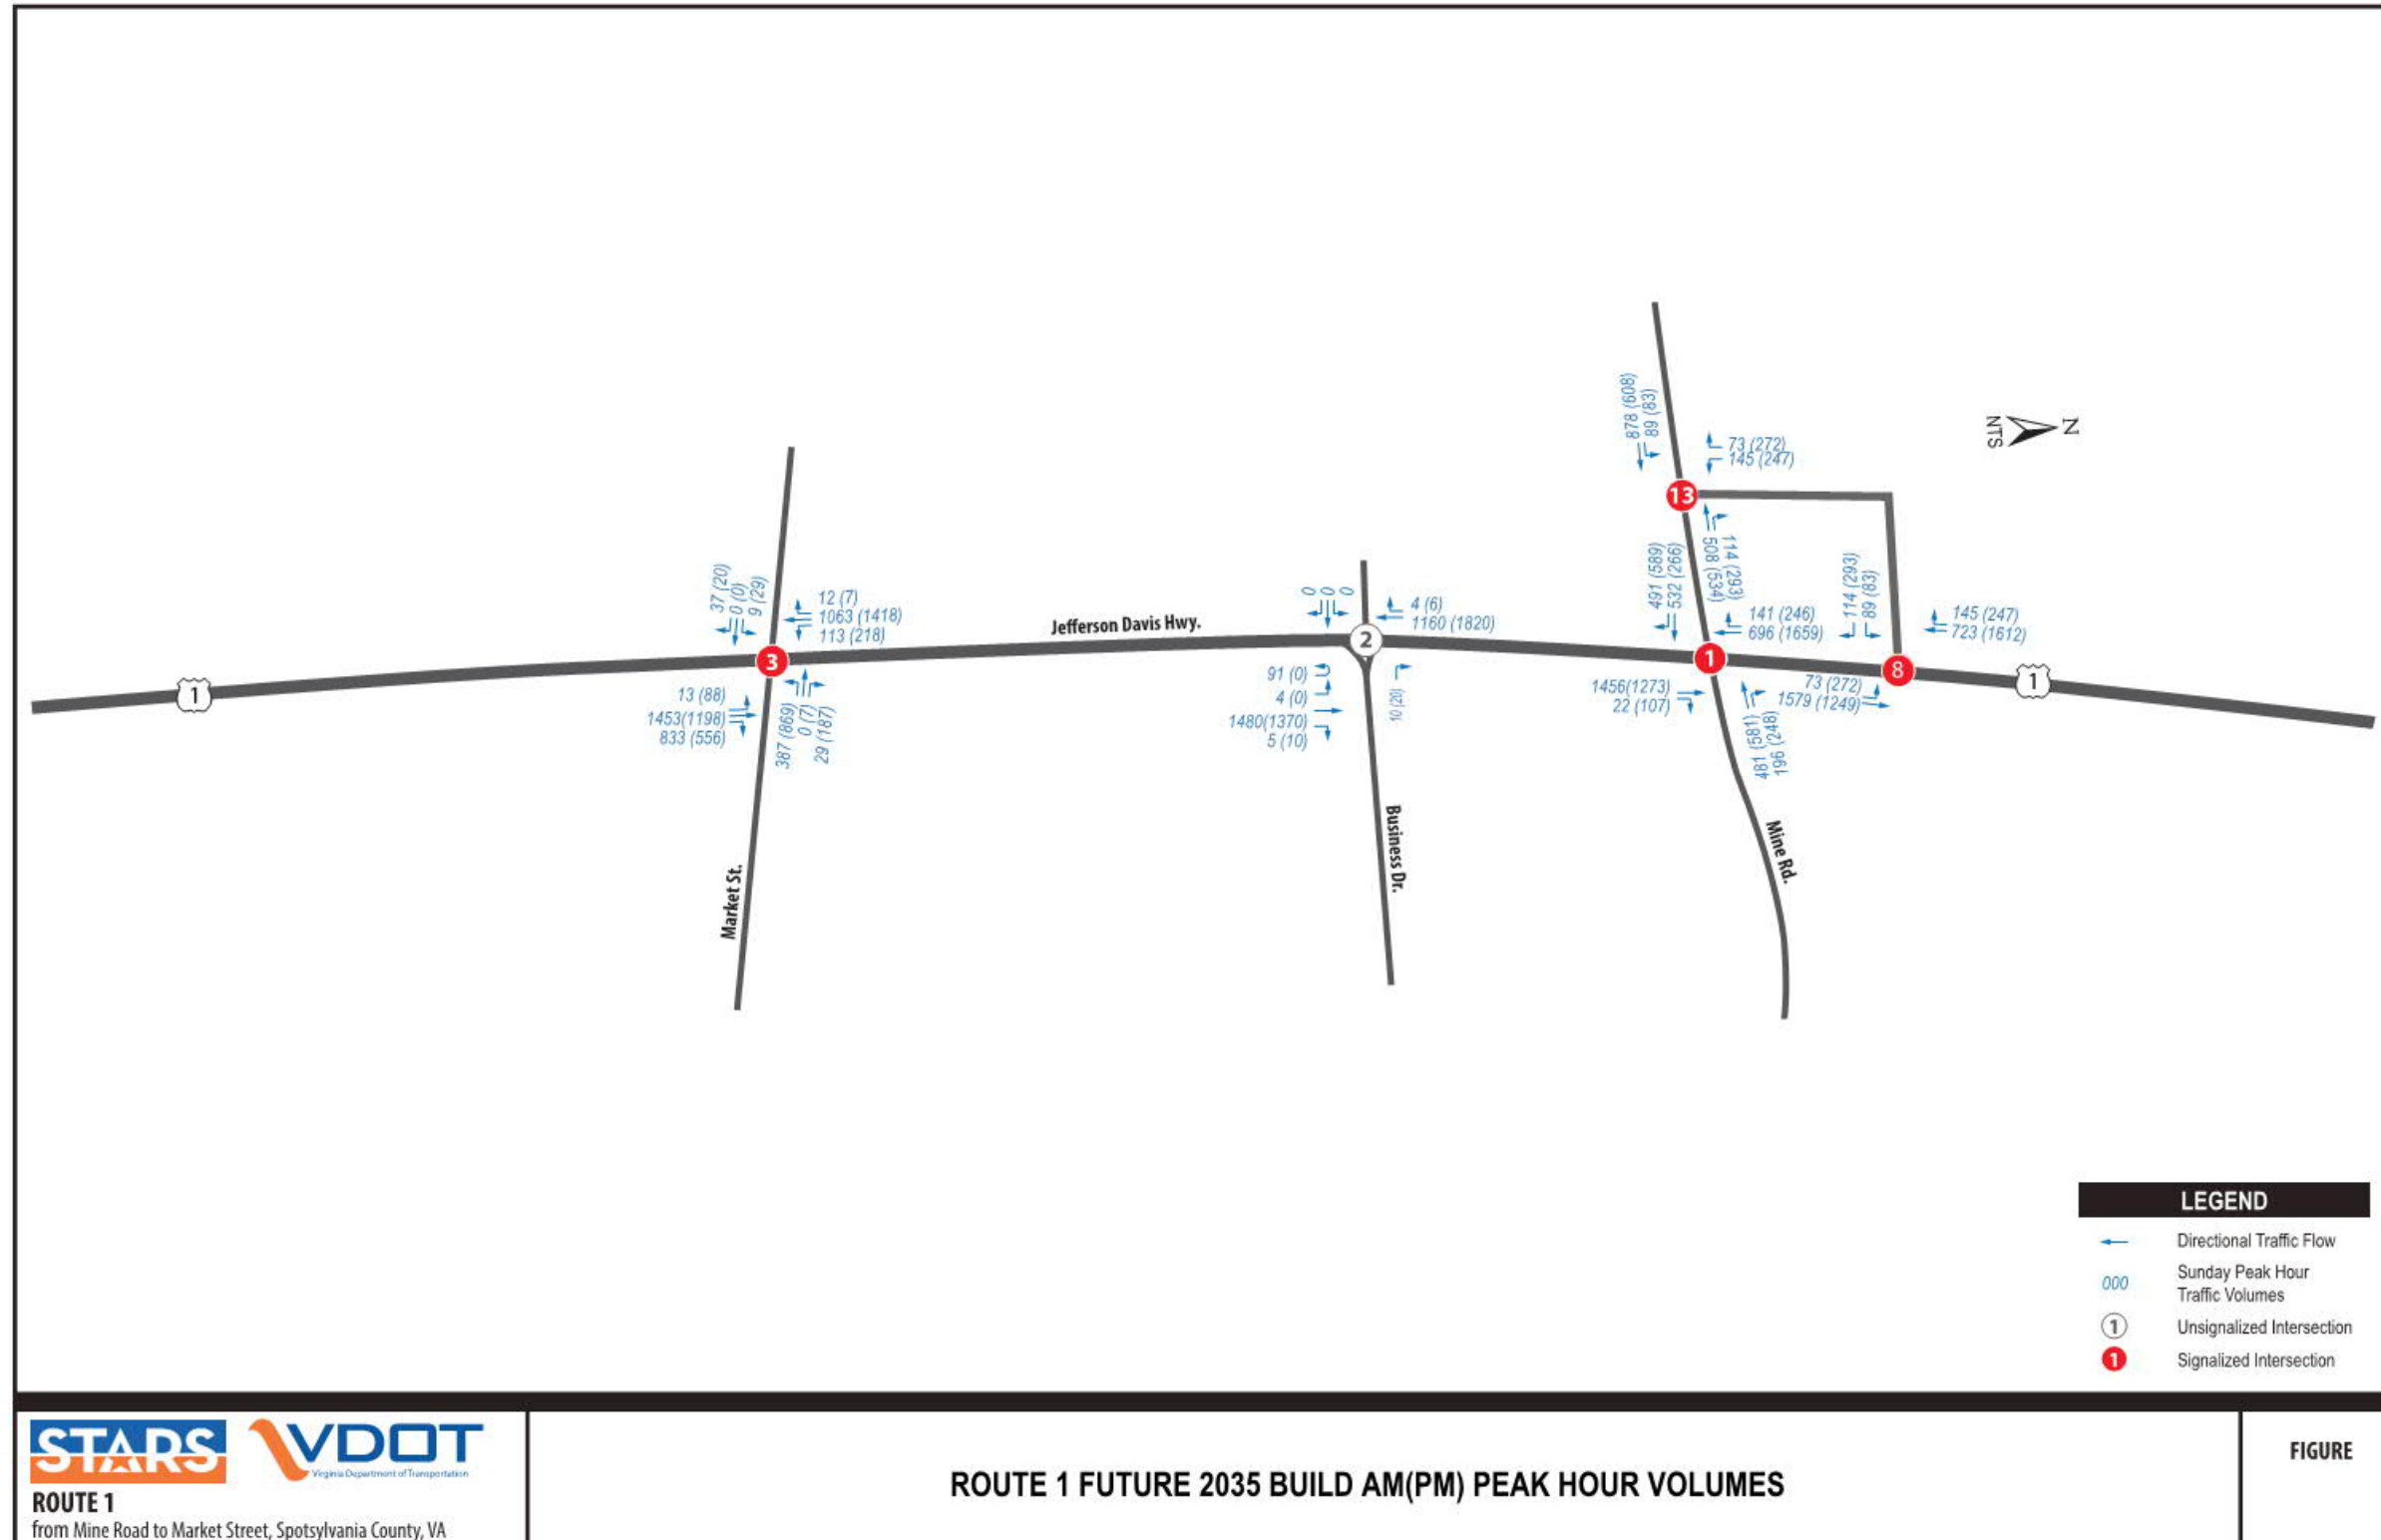 878 (608)
89 (83)
73 (272)
145 (247)
N
NTS
13
491 (589)
532 (266)
114 (293)
508 (534)
141 (246)
696 (1659)
114 (293)
89 (83)
145 (247)
723 (1612)
37 (20)
0 (0)
9 (29)
12 (7)
1063 (1418)
113 (218)
Jefferson Davis Hwy.
0
0
0
4 (6)
1160 (1820)
1
3
2
1
8
1
13 (88)
1453(1198)
833 (556)
387 (869)
0 (7)
29 (187)
91 (0)
4 (0)
1480(1370)
5 (10)
10 (20)
1456(1273)
22 (107)
481 (581)
196 (248)
73 (272)
1579 (1249)
Market St.
Business Dr.
Mine Rd.
LEGEND
Directional Traffic Flow
000
Sunday Peak Hour
Traffic Volumes
1
Unsignalized Intersection
1
Signalized Intersection
STARS
VDOT
Virginia Department of Transportation
ROUTE 1
from Mine Road to Market Street, Spotsylvania County, VA
ROUTE 1 FUTURE 2035 BUILD AM(PM) PEAK HOUR VOLUMES
FIGURE